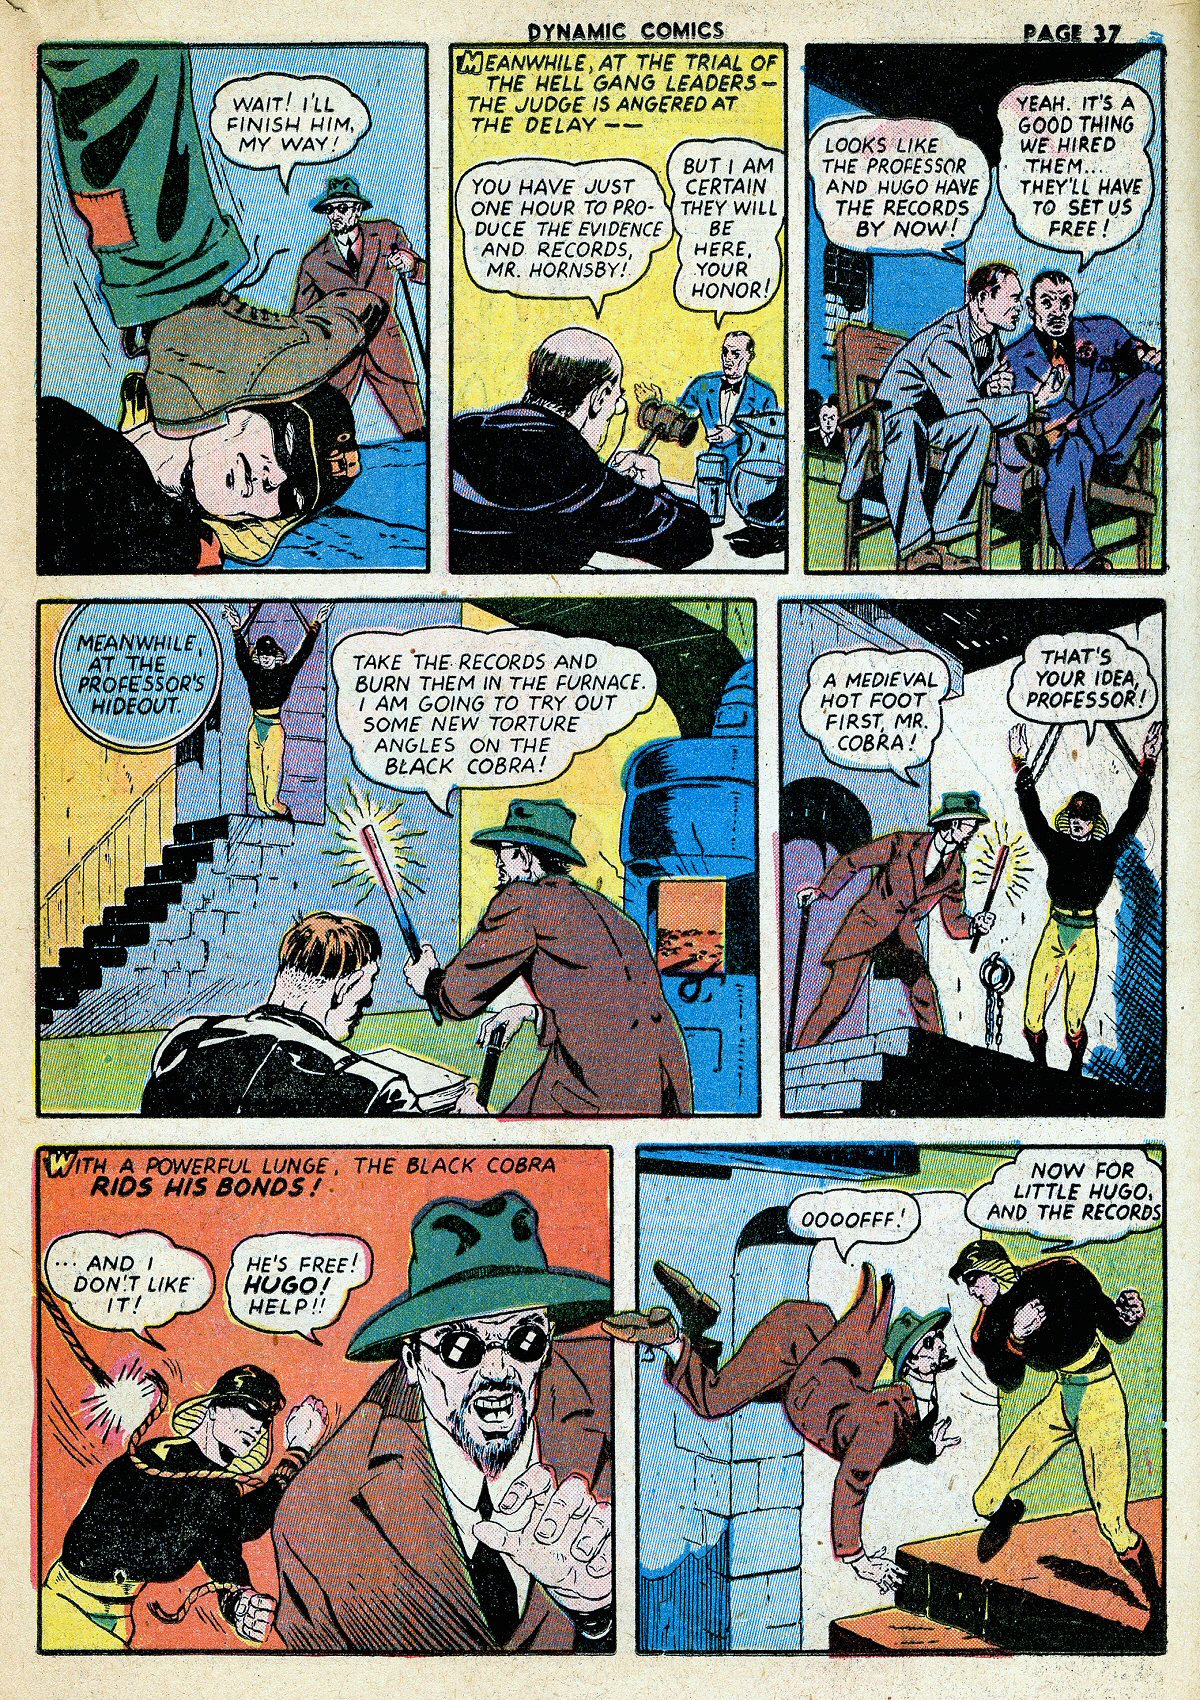 DYNAMIC COMICS
PAGE 37
WAIT! I'LL
FINISH HIM,
MY WAY!
MEANWHILE, AT THE TRIAL OF
THE HELL GANG LEADERS—
THE JUDGE IS ANGERED AT
THE DELAY ——
YOU HAVE JUST
ONE HOUR TO PRO-
DUCE THE EVIDENCE
AND RECORDS,
MR. HORNSBY!
BUT I AM
CERTAIN
THEY WILL
BE
HERE,
YOUR
HONOR!
LOOKS LIKE
THE PROFESSOR
AND HUGO HAVE
THE RECORDS
BY NOW!
YEAH. IT'S A
GOOD THING
WE HIRED
THEM....
THEY'LL HAVE
TO SET US
FREE!
MEANWHILE,
AT THE
PROFESSOR'S
HIDEOUT.
TAKE THE RECORDS AND
BURN THEM IN THE FURNACE.
I AM GOING TO TRY OUT
SOME NEW TORTURE
ANGLES ON THE
BLACK COBRA!
A MEDIEVAL
HOT FOOT
FIRST, MR.
COBRA!
THAT'S
YOUR IDEA,
PROFESSOR!
WITH A POWERFUL LUNGE, THE BLACK COBRA
RIDS HIS BONDS!
... AND I
DON'T LIKE
IT!
HE'S FREE!
HUGO!
HELP!!
OOOOFFF!
NOW FOR
LITTLE HUGO,
AND THE RECORDS